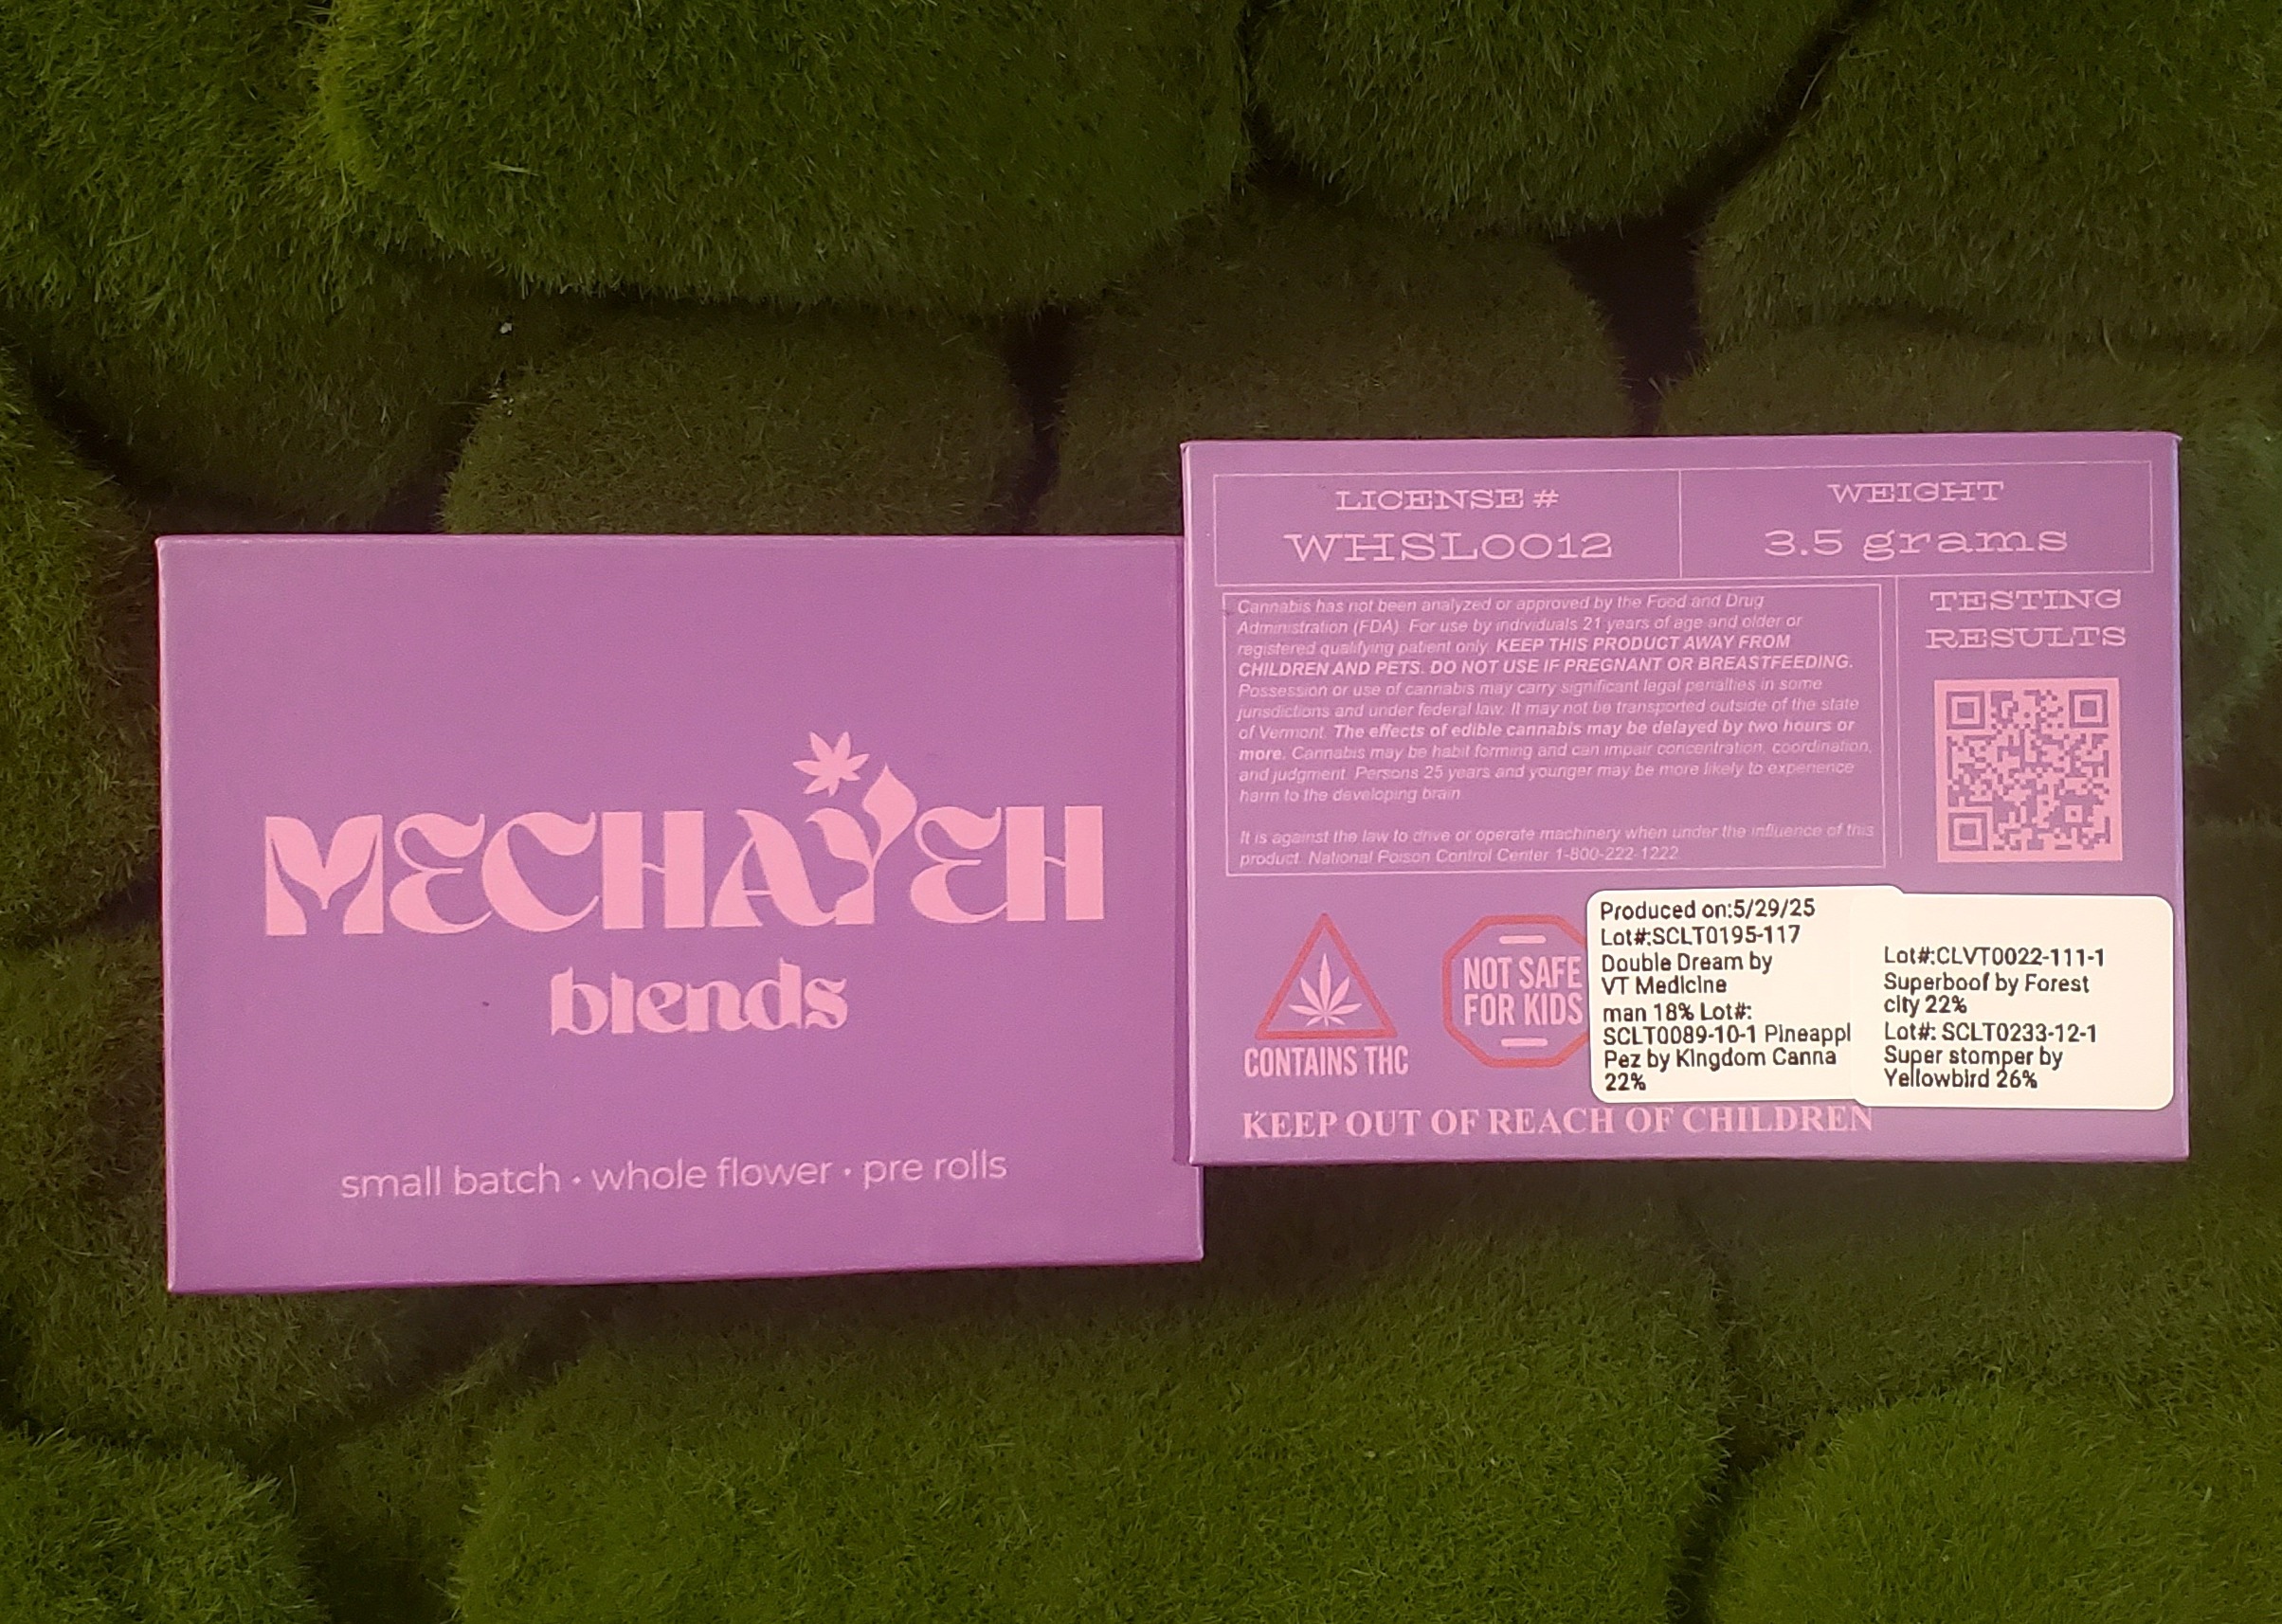 MECHAYEH
blends
small batch • whole flower • pre rolls
LICENSE #
WHSL0012
WEIGHT
3.5 grams
Cannabis has not been analyzed or approved by the Food and Drug
Administration (FDA). For use by individuals 21 years of age and older or
registered qualifying patient only. KEEP THIS PRODUCT AWAY FROM
CHILDREN AND PETS. DO NOT USE IF PREGNANT OR BREASTFEEDING.
Possession or use of cannabis may carry significant legal penalties in some
jurisdictions and under federal law. It may not be transported outside of the state
of Vermont. The effects of edible cannabis may be delayed by two hours or
more. Cannabis may be habit forming and can impair concentration, coordination,
and judgment. Persons 25 years and younger may be more likely to experience
harm to the developing brain.
It is against the law to drive or operate machinery when under the influence of this
product. National Poison Control Center 1-800-222-1222
TESTING
RESULTS
CONTAINS THC
NOT SAFE
FOR KIDS
Produced on:5/29/25
Lot#:SCLT0195-117
Double Dream by
VT Medicine
man 18% Lot#:
SCLT0089-10-1 Pineappl
Pez by Kingdom Canna
22%
Lot#:CLVT0022-111-1
Superboof by Forest
city 22%
Lot#: SCLT0233-12-1
Super stomper by
Yellowbird 26%
KEEP OUT OF REACH OF CHILDREN